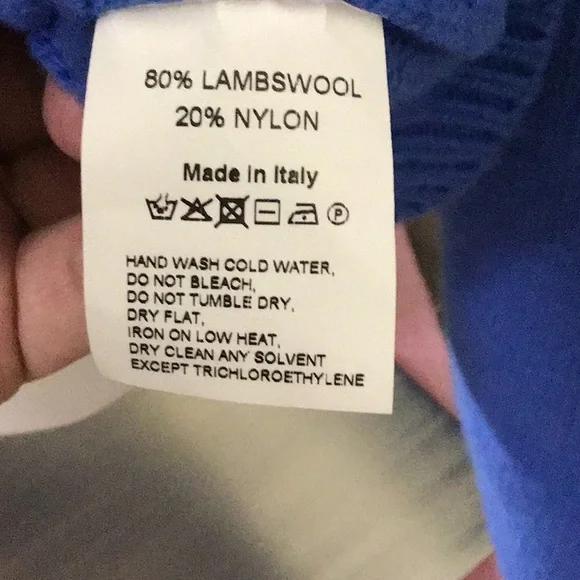 80% LAMBSWOOL
20% NYLON
Made in Italy
P
HAND WASH COLD WATER,
DO NOT BLEACH,
DO NOT TUMBLE DRY,
DRY FLAT,
IRON ON LOW HEAT,
DRY CLEAN ANY SOLVENT
EXCEPT TRICHLOROETHYLENE